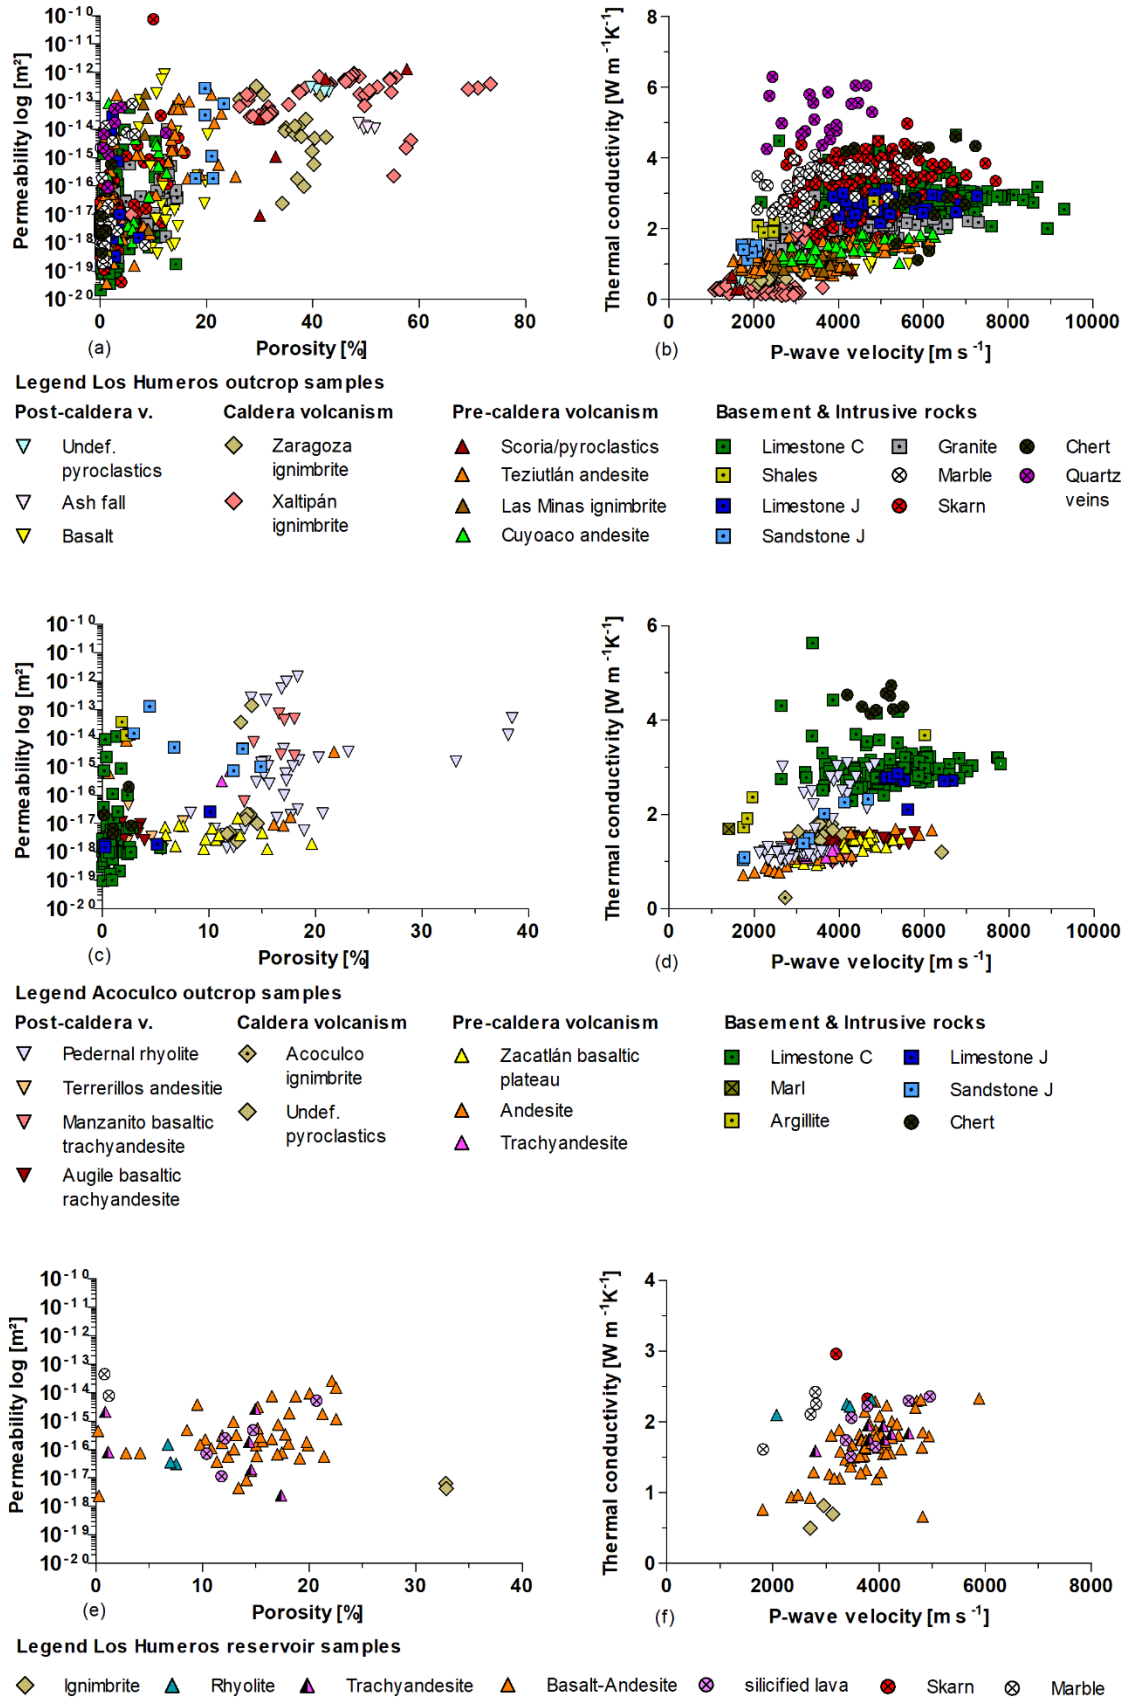 Permeability log [m²]
10⁻¹⁰
10⁻¹¹
10⁻¹²
10⁻¹³
10⁻¹⁴
10⁻¹⁵
10⁻¹⁶
10⁻¹⁷
10⁻¹⁸
10⁻¹⁹
10⁻²⁰
0 20 40 60 80
(a) Porosity [%]
Thermal conductivity [W m⁻¹K⁻¹]
8
6
4
2
0
2000 4000 6000 8000 10000
(b) P-wave velocity [m s⁻¹]
Legend Los Humeros outcrop samples
Post-caldera v.
Undef.
pyroclastics
Ash fall
Basalt
Caldera volcanism
Zaragoza
ignimbrite
Xaltipán
ignimbrite
Pre-caldera volcanism
Scoria/pyroclastics
Teziutlán andesite
Las Minas ignimbrite
Cuyoaco andesite
Basement & Intrusive rocks
Limestone C
Shales
Limestone J
Sandstone J
Granite
Marble
Skarn
Chert
Quartz
veins
Permeability log [m²]
10⁻¹⁰
10⁻¹¹
10⁻¹²
10⁻¹³
10⁻¹⁴
10⁻¹⁵
10⁻¹⁶
10⁻¹⁷
10⁻¹⁸
10⁻¹⁹
10⁻²⁰
0 10 20 30 40
(c) Porosity [%]
Thermal conductivity [W m⁻¹K⁻¹]
6
4
2
0
0 2000 4000 6000 8000 10000
(d) P-wave velocity [m s⁻¹]
Legend Acoculco outcrop samples
Post-caldera v.
Pedernal rhyolite
Terrerillos andesitie
Manzanito basaltic
trachyandesite
Augile basaltic
rachyandesite
Caldera volcanism
Acoculco
ignimbrite
Undef.
pyroclastics
Pre-caldera volcanism
Zacatlán basaltic
plateau
Andesite
Trachyandesite
Basement & Intrusive rocks
Limestone C
Marl
Argillite
Limestone J
Sandstone J
Chert
Permeability log [m²]
10⁻¹⁰
10⁻¹¹
10⁻¹²
10⁻¹³
10⁻¹⁴
10⁻¹⁵
10⁻¹⁶
10⁻¹⁷
10⁻¹⁸
10⁻¹⁹
10⁻²⁰
0 10 20 30 40
(e) Porosity [%]
Thermal conductivity [W m⁻¹K⁻¹]
4
3
2
1
0
2000 4000 6000 8000
(f) P-wave velocity [m s⁻¹]
Legend Los Humeros reservoir samples
Ignimbrite Rhyolite Trachyandesite Basalt-Andesite silicified lava Skarn Marble